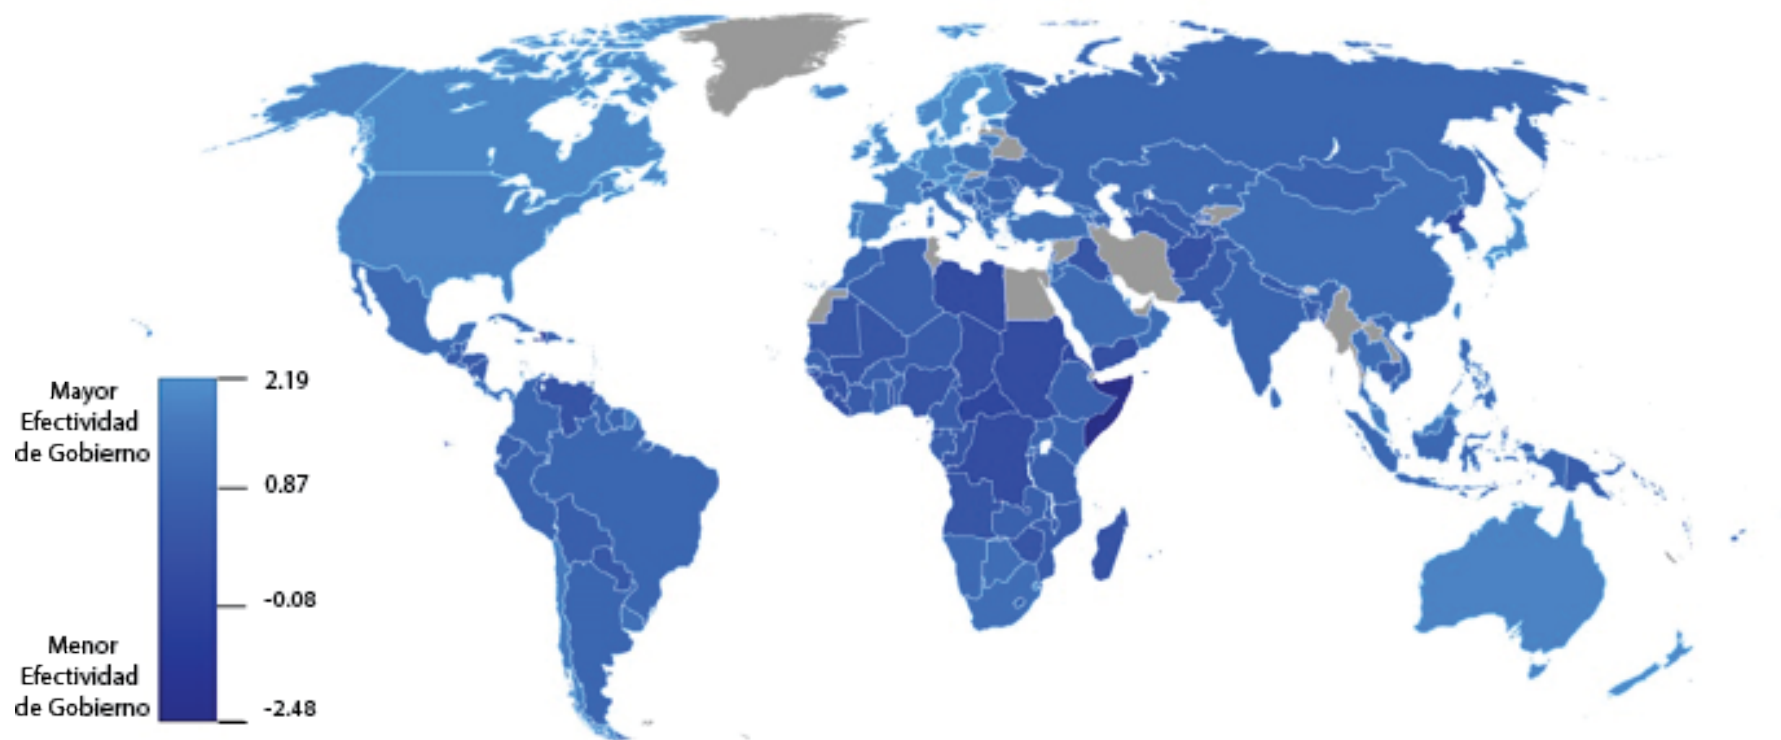 Mayor
Efectividad
de Gobierno
2.19
0.87
-0.08
Menor
Efectividad
de Gobierno
-2.48